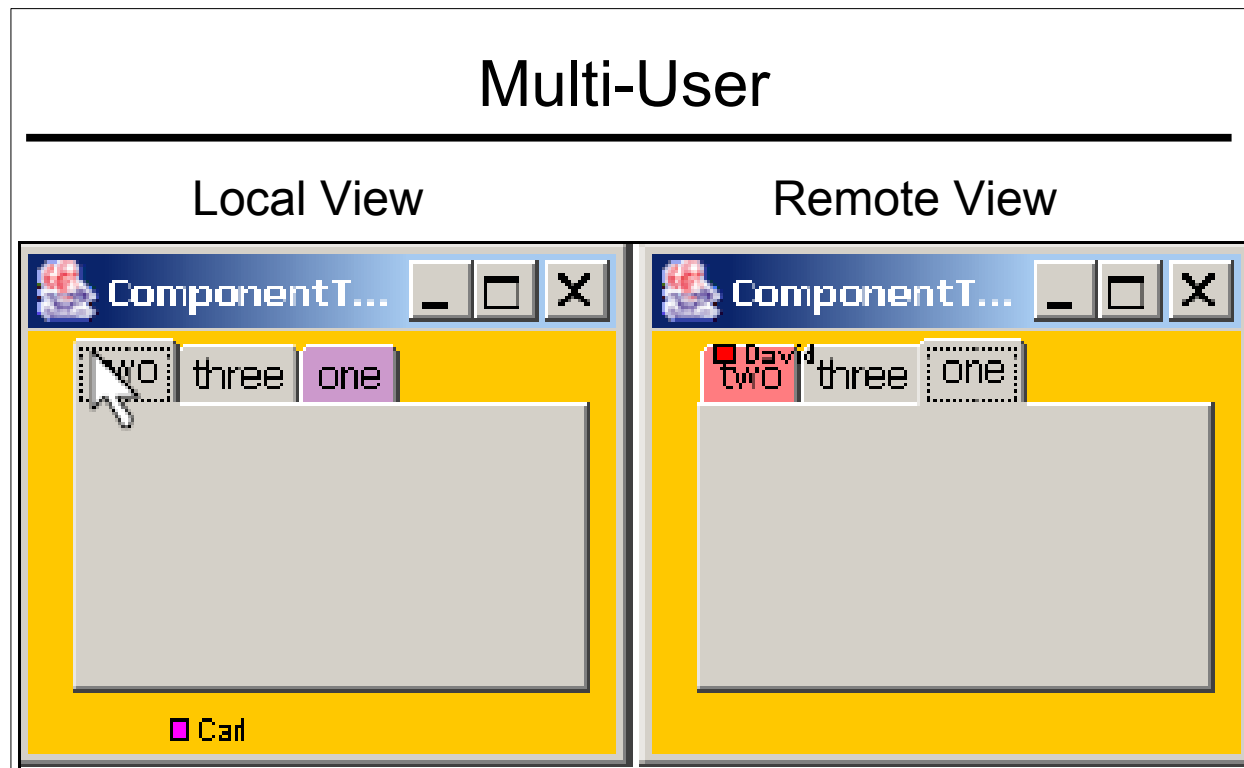 Multi-User
Local View
Remote View
ComponentT...
two three one
Carl
ComponentT...
David
two three one